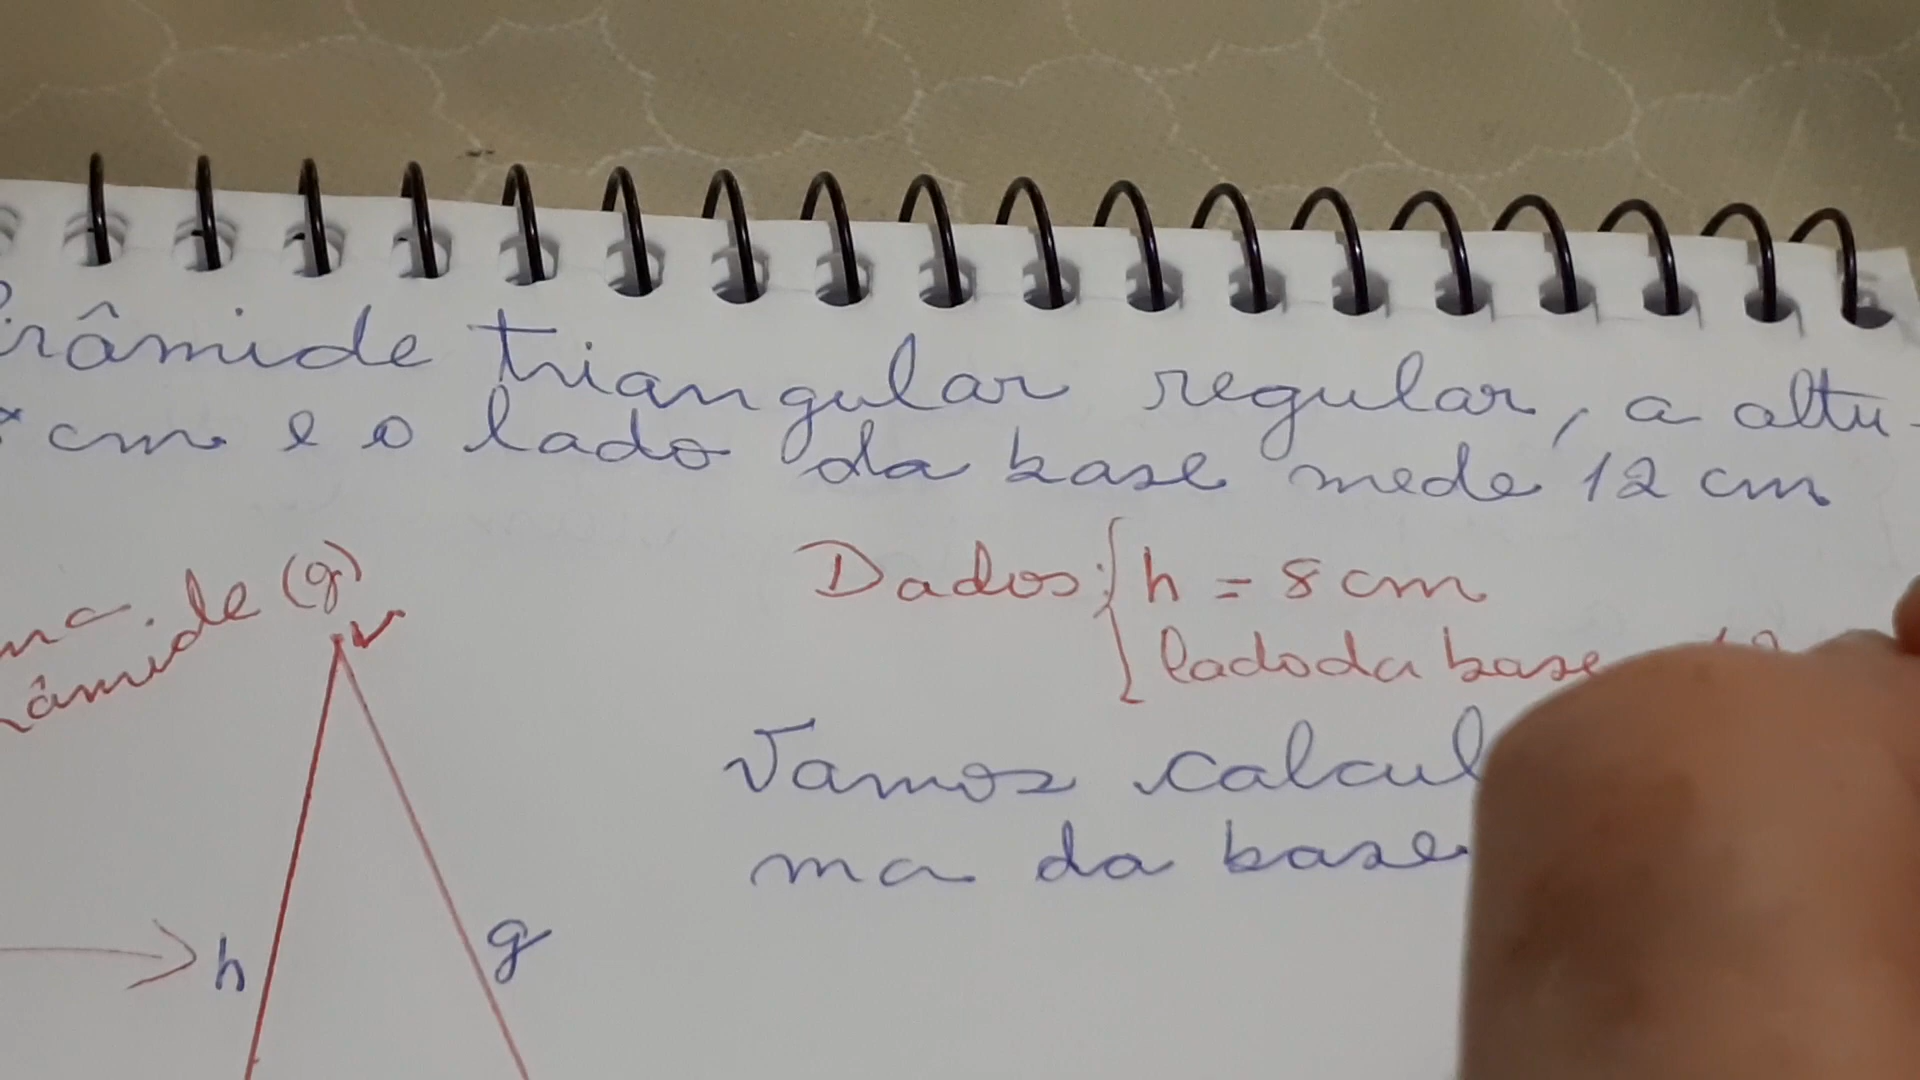 râmide triangular regular, a altu-
cm e o lado da base mede 12 cm
Dados: h = 8 cm
lado da base
râmide (g)
V
Vamos calcul
ma da base
h
g